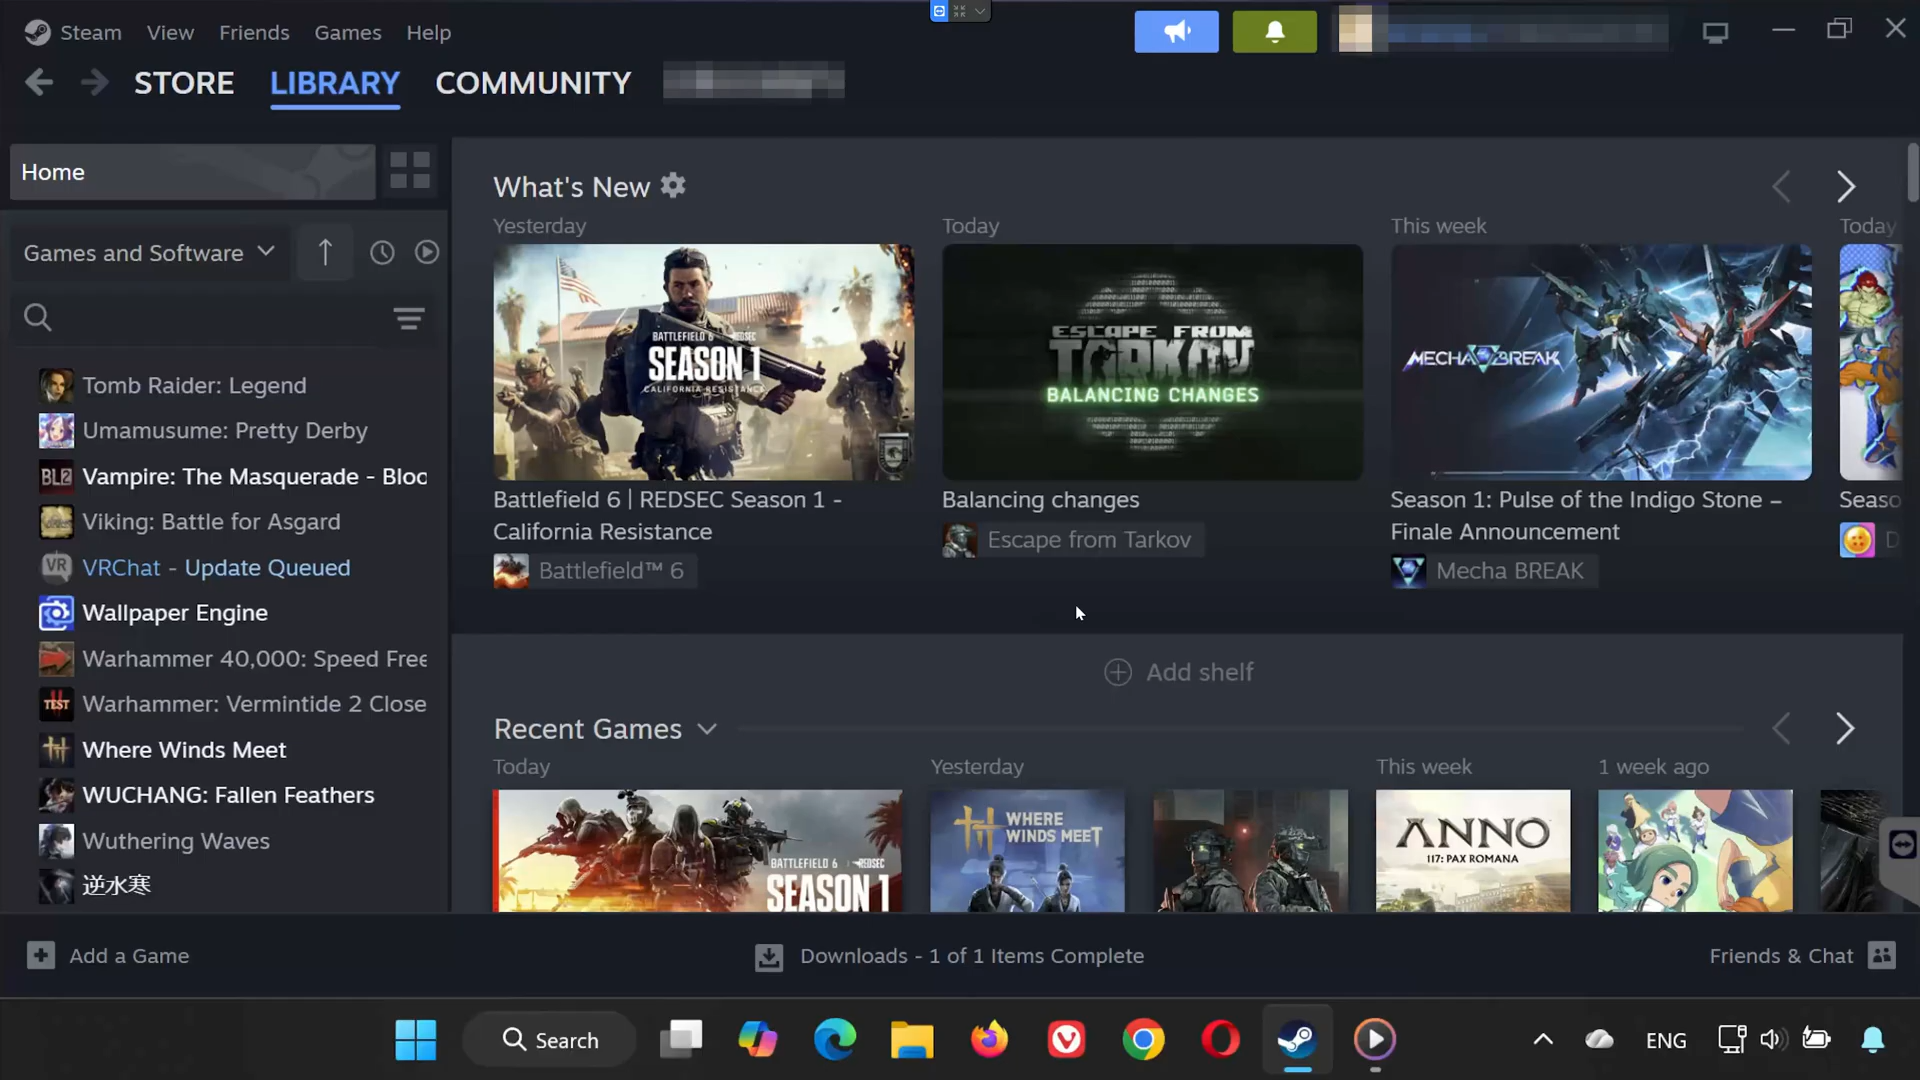 Steam View Friends Games Help
STORE LIBRARY COMMUNITY
Home
Games and Software
Tomb Raider: Legend
Umamusume: Pretty Derby
BL2 Vampire: The Masquerade - Bloo
Viking: Battle for Asgard
VR VRChat - Update Queued
Wallpaper Engine
Warhammer 40,000: Speed Free
TEST Warhammer: Vermintide 2 Close
Where Winds Meet
WUCHANG: Fallen Feathers
Wuthering Waves
逆水寒
What's New
Yesterday
BATTLEFIELD 6 REDSEC
SEASON 1
CALIFORNIA RESISTANCE
Battlefield 6 | REDSEC Season 1 -
California Resistance
Battlefield™ 6
Today
ESCAPE FROM
TARKOV
BALANCING CHANGES
Balancing changes
Escape from Tarkov
This week
MECHA BREAK
Season 1: Pulse of the Indigo Stone –
Finale Announcement
Mecha BREAK
Today
Seaso
D
Add shelf
Recent Games
Today
BATTLEFIELD 6 REDSEC
SEASON 1
Yesterday
WHERE
WINDS MEET
This week
ANNO
117: PAX ROMANA
1 week ago
Add a Game
Downloads - 1 of 1 Items Complete
Friends & Chat
Search
ENG